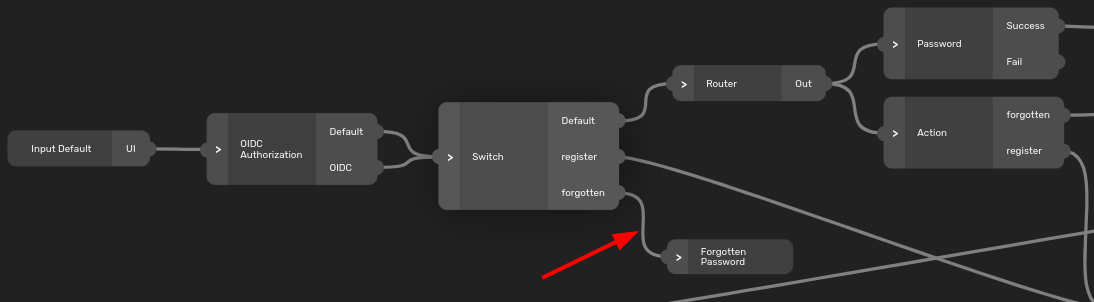 Input Default
UI
OIDC
Authorization
Default
OIDC
Switch
Default
register
forgotten
Router
Out
Forgotten
Password
Password
Success
Fail
Action
forgotten
register